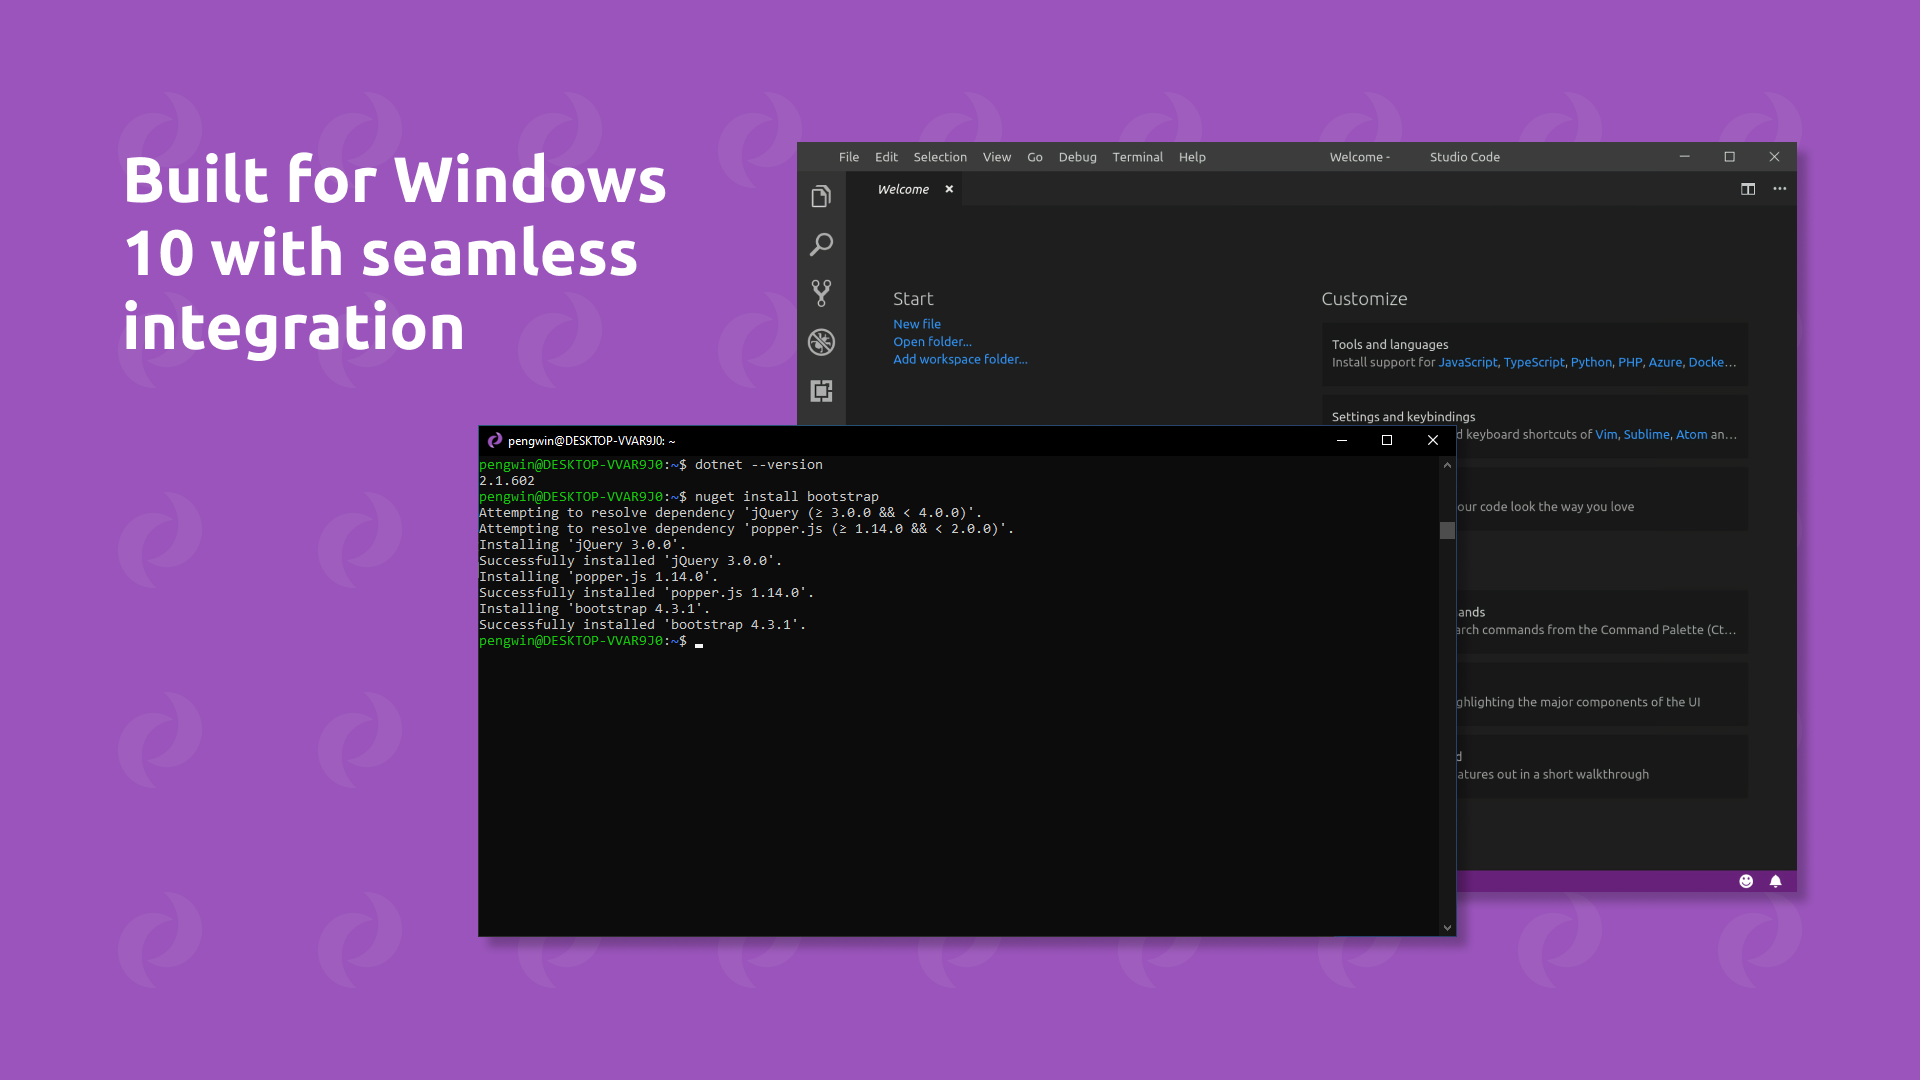 Built for Windows
10 with seamless
integration
File Edit Selection View Go Debug Terminal Help Welcome - Studio Code
Welcome
Start
New file
Open folder...
Add workspace folder...
Customize
Tools and languages
Install support for JavaScript, TypeScript, Python, PHP, Azure, Docke...
Settings and keybindings
keyboard shortcuts of Vim, Sublime, Atom an...
our code look the way you love
ands
arch commands from the Command Palette (Ct...
ghlighting the major components of the UI
d
atures out in a short walkthrough
pengwin@DESKTOP-VVAR9J0: ~
pengwin@DESKTOP-VVAR9J0:~$ dotnet --version
2.1.602
pengwin@DESKTOP-VVAR9J0:~$ nuget install bootstrap
Attempting to resolve dependency 'jQuery (≥ 3.0.0 && < 4.0.0)'.
Attempting to resolve dependency 'popper.js (≥ 1.14.0 && < 2.0.0)'.
Installing 'jQuery 3.0.0'.
Successfully installed 'jQuery 3.0.0'.
Installing 'popper.js 1.14.0'.
Successfully installed 'popper.js 1.14.0'.
Installing 'bootstrap 4.3.1'.
Successfully installed 'bootstrap 4.3.1'.
pengwin@DESKTOP-VVAR9J0:~$